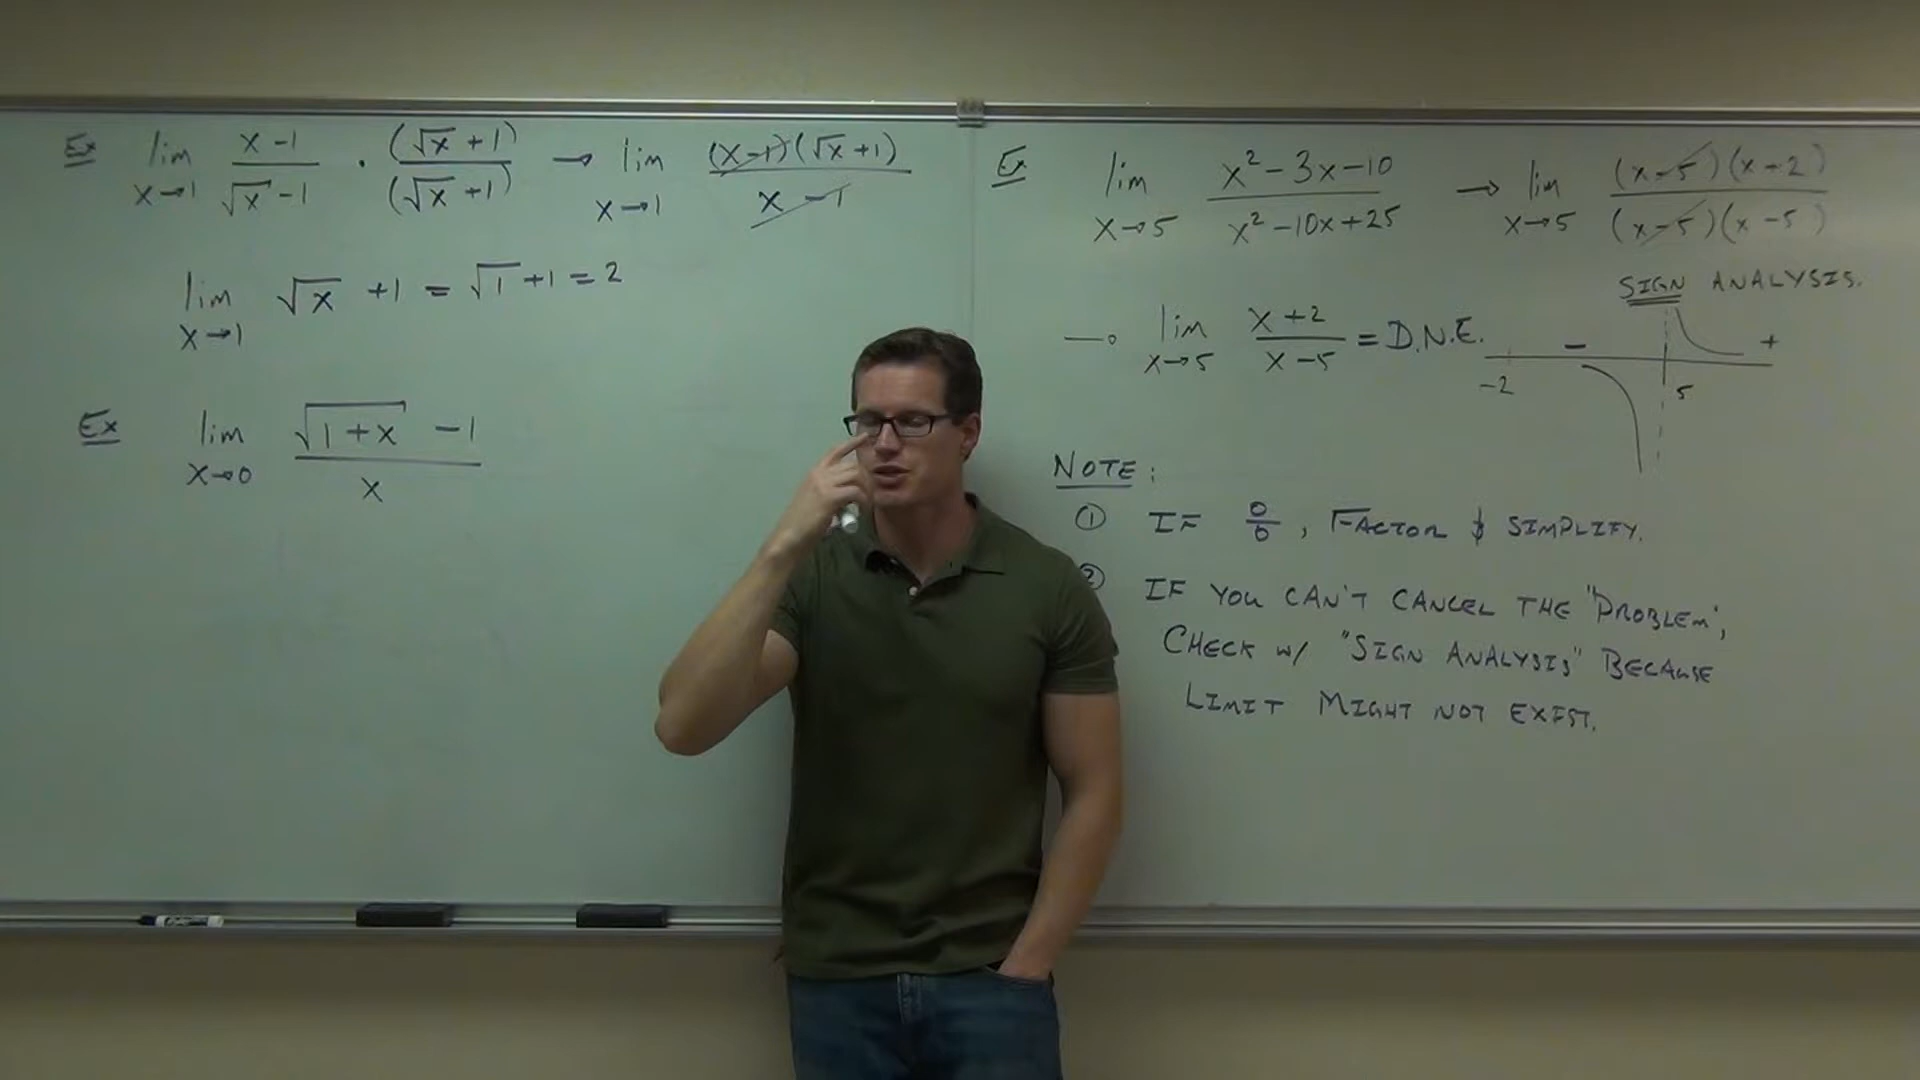 Ex lim x→1 x-1/√x -1 · (√x +1)/(√x +1) → lim x→1 (x-1)(√x +1)/x-1
lim x→1 √x +1 = √1 +1 = 2
Ex lim x→0 √1+x -1/x
Ex lim x→5 x²-3x-10/x²-10x+25 → lim x→5 (x-5)(x+2)/(x-5)(x-5)
SIGN ANALYSIS.
→ lim x→5 x+2/x-5 = D.N.E.
- +
-2 5
NOTE:
① IF 0/0, FACTOR & SIMPLIFY.
② IF YOU CAN'T CANCEL THE "PROBLEM",
CHECK w/ "SIGN ANALYSIS" BECAUSE
LIMIT MIGHT NOT EXIST.